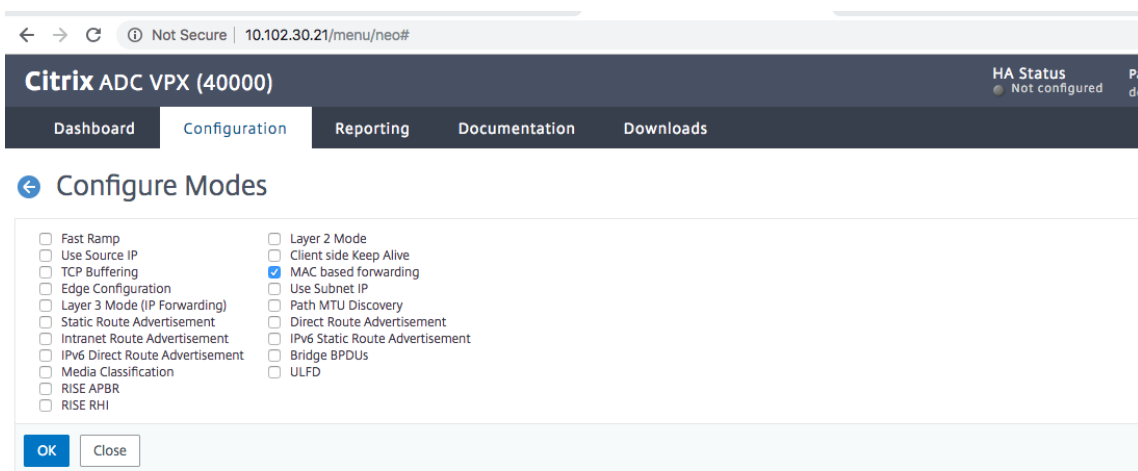 Not Secure | 10.102.30.21/menu/neo#
Citrix ADC VPX (40000)
HA Status
Not configured
Dashboard
Configuration
Reporting
Documentation
Downloads
Configure Modes
Fast Ramp
Use Source IP
TCP Buffering
Edge Configuration
Layer 3 Mode (IP Forwarding)
Static Route Advertisement
Intranet Route Advertisement
IPv6 Direct Route Advertisement
Media Classification
RISE APBR
RISE RHI
Layer 2 Mode
Client side Keep Alive
MAC based forwarding
Use Subnet IP
Path MTU Discovery
Direct Route Advertisement
IPv6 Static Route Advertisement
Bridge BPDUs
ULFD
OK
Close